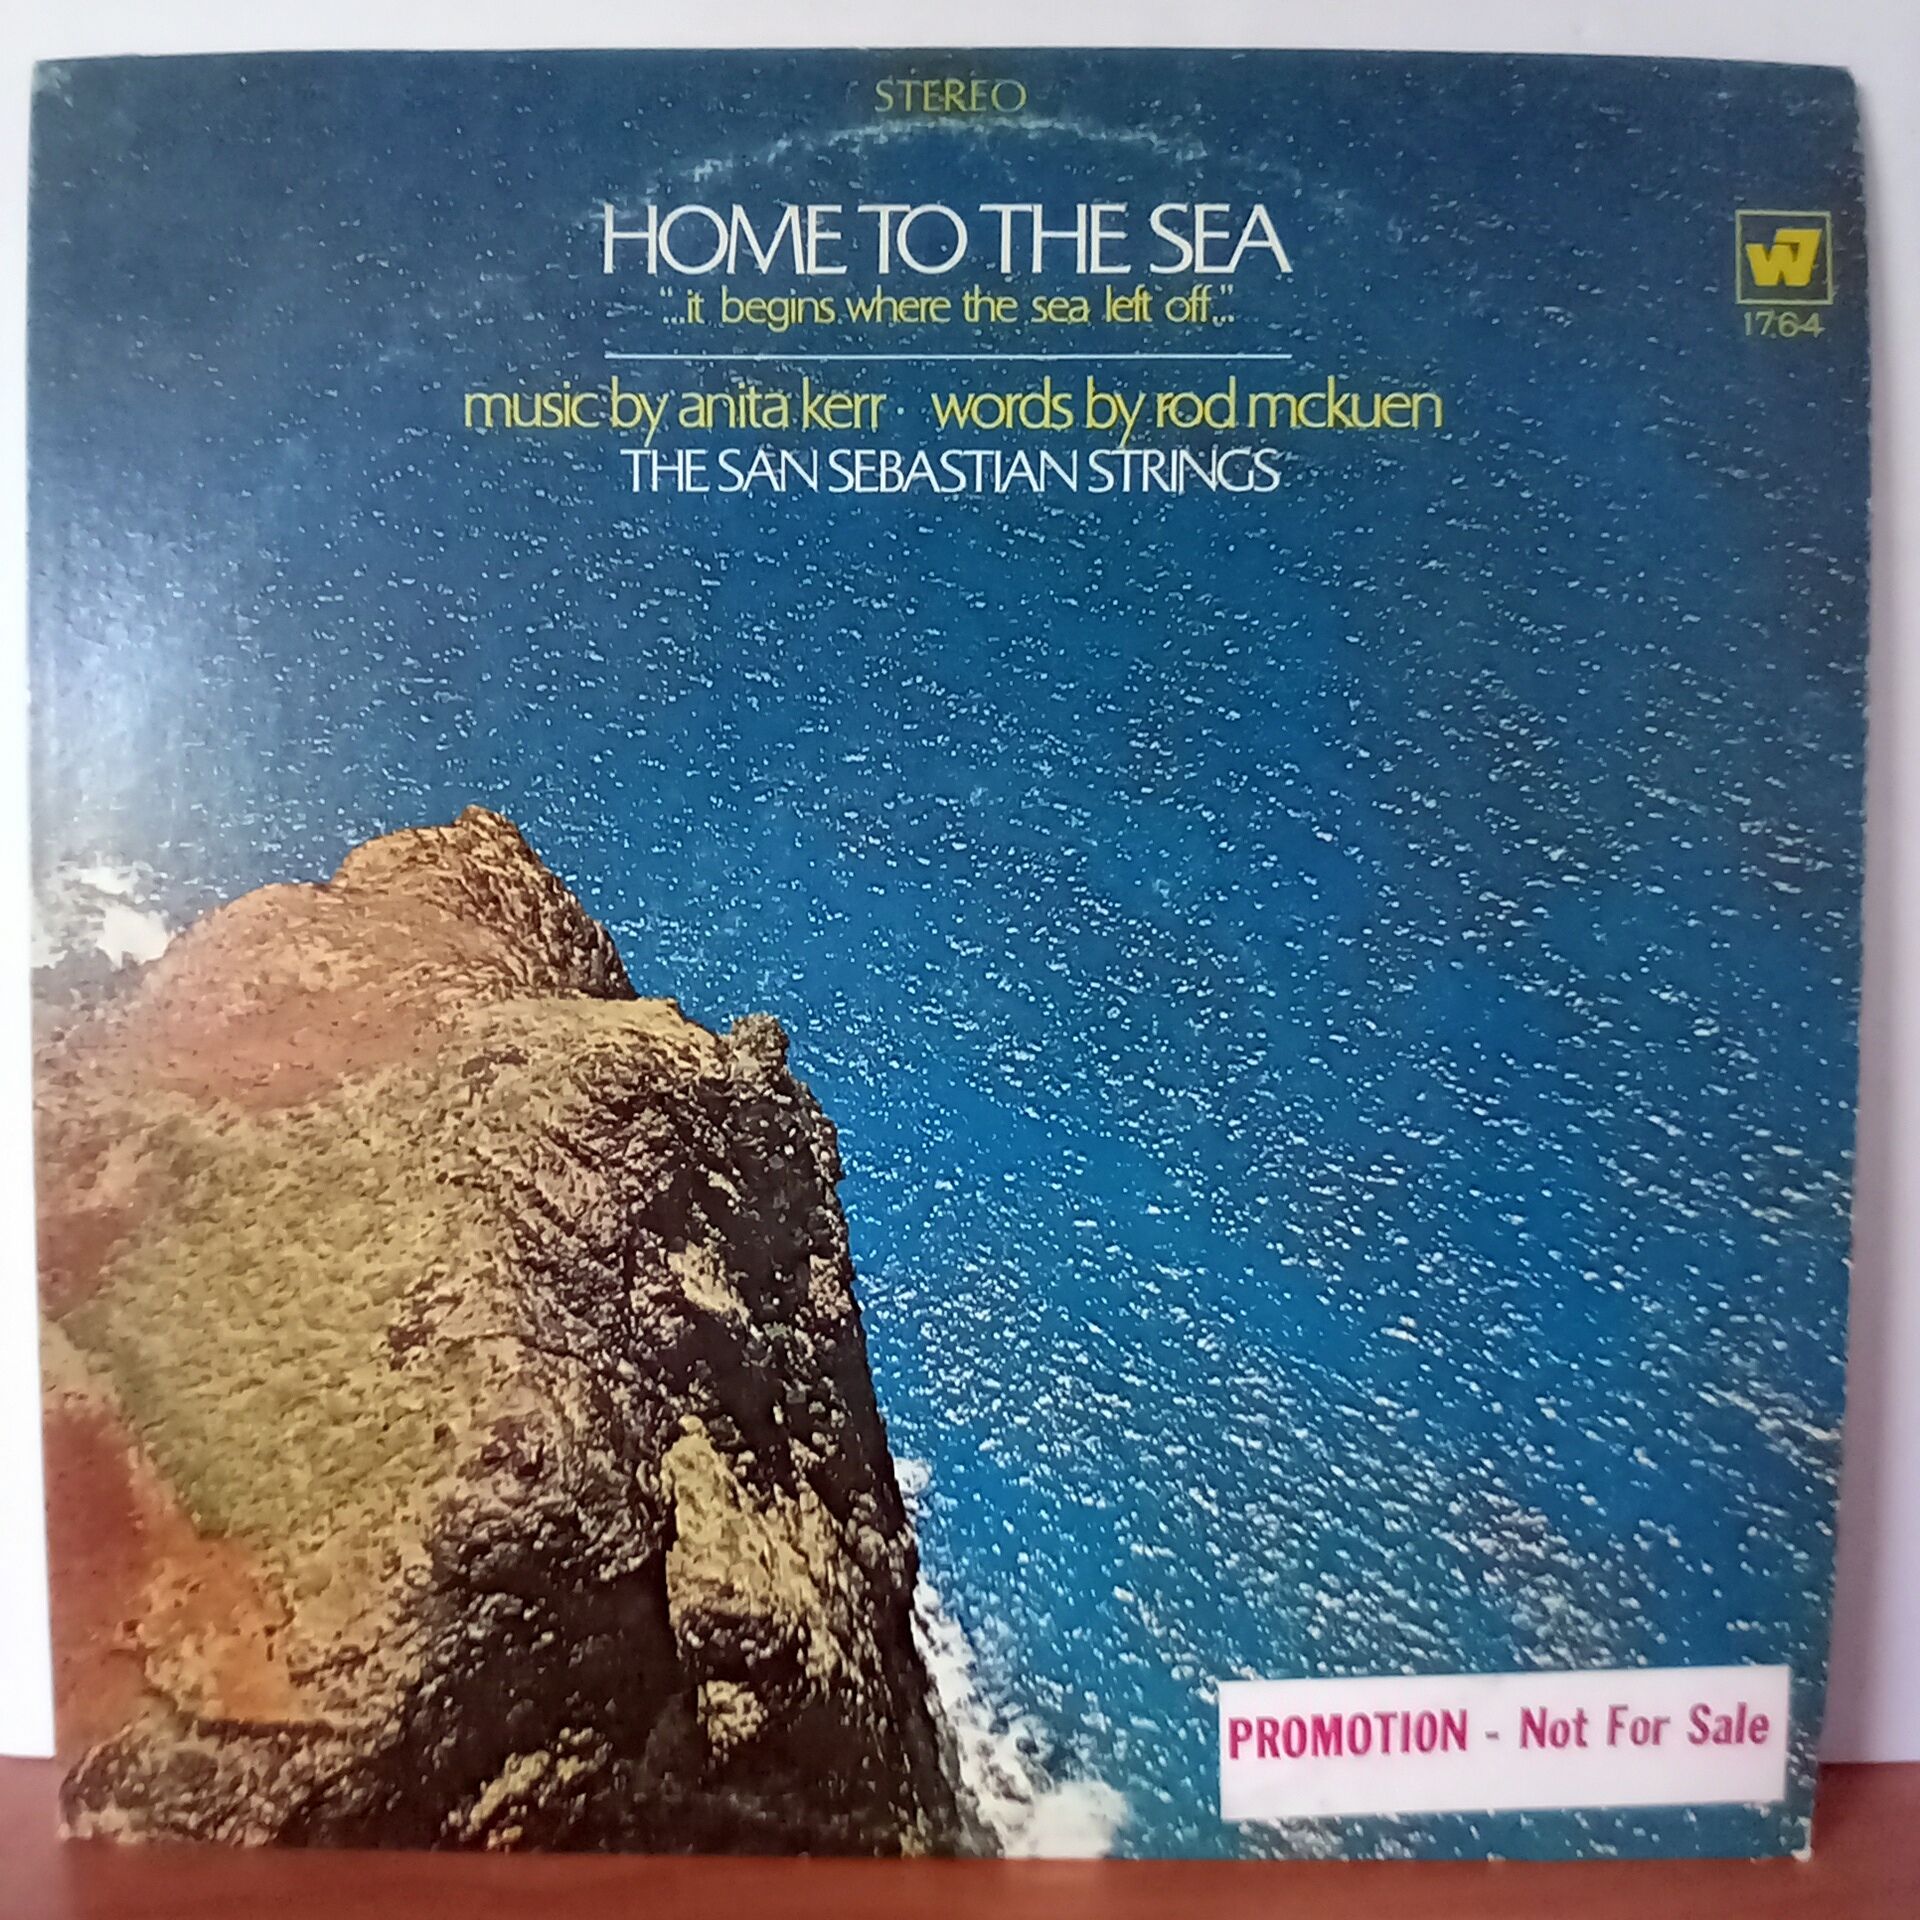 STEREO
HOME TO THE SEA
"...it begins where the sea left off..."
W7
1764
music by anita kerr · words by rod mckuen
THE SAN SEBASTIAN STRINGS
PROMOTION - Not For Sale